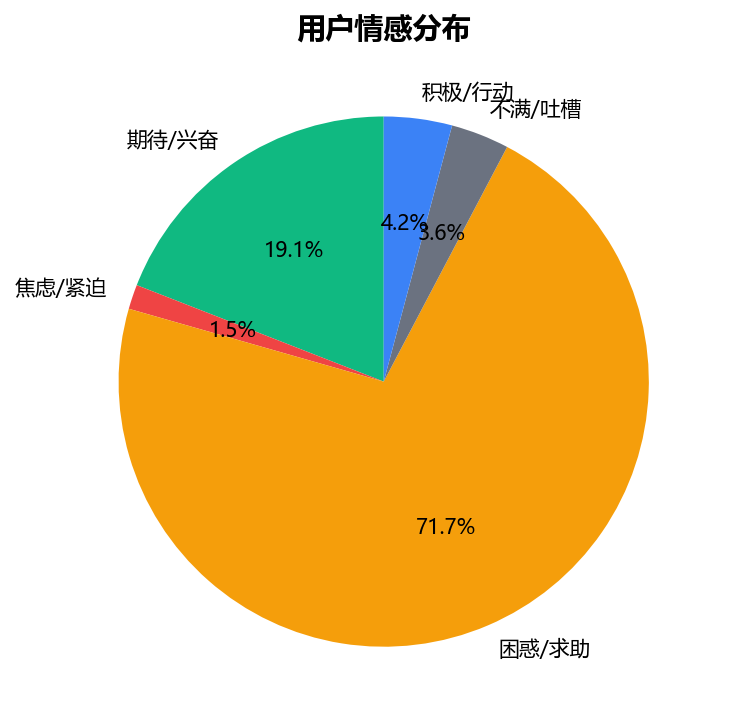 用户情感分布
积极/行动
不满/吐槽
期待/兴奋
4.2%
3.6%
19.1%
焦虑/紧迫
1.5%
71.7%
困惑/求助